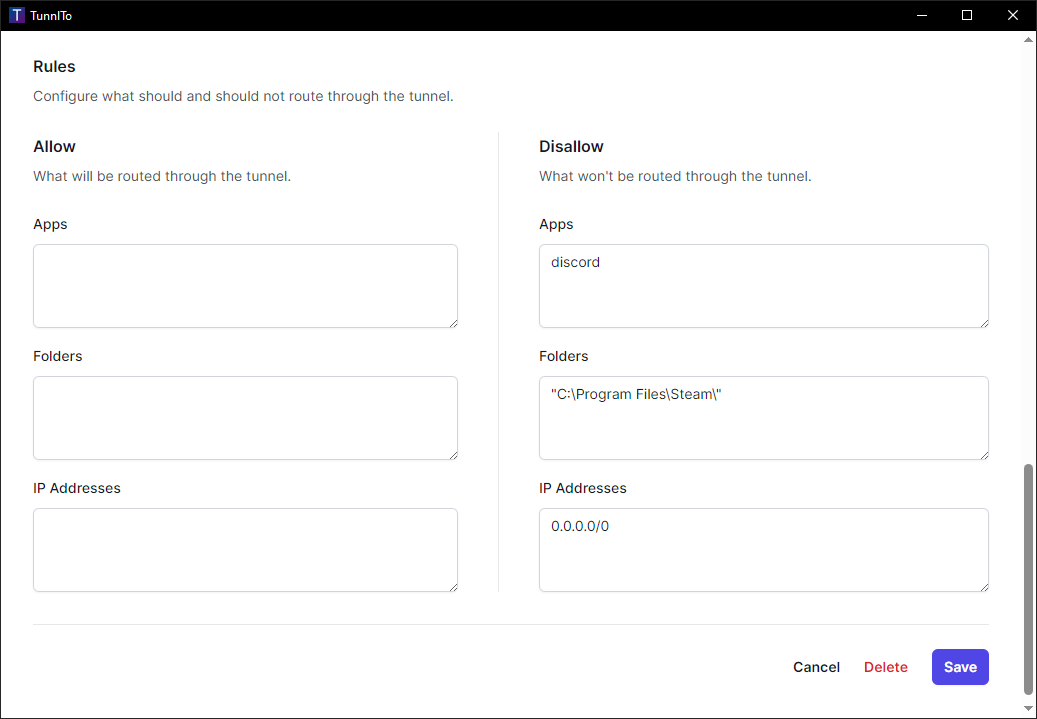 TunnlTo
Rules
Configure what should and should not route through the tunnel.
Allow
What will be routed through the tunnel.
Apps
Folders
IP Addresses
Disallow
What won't be routed through the tunnel.
Apps
discord
Folders
"C:\Program Files\Steam\"
IP Addresses
0.0.0.0/0
Cancel
Delete
Save